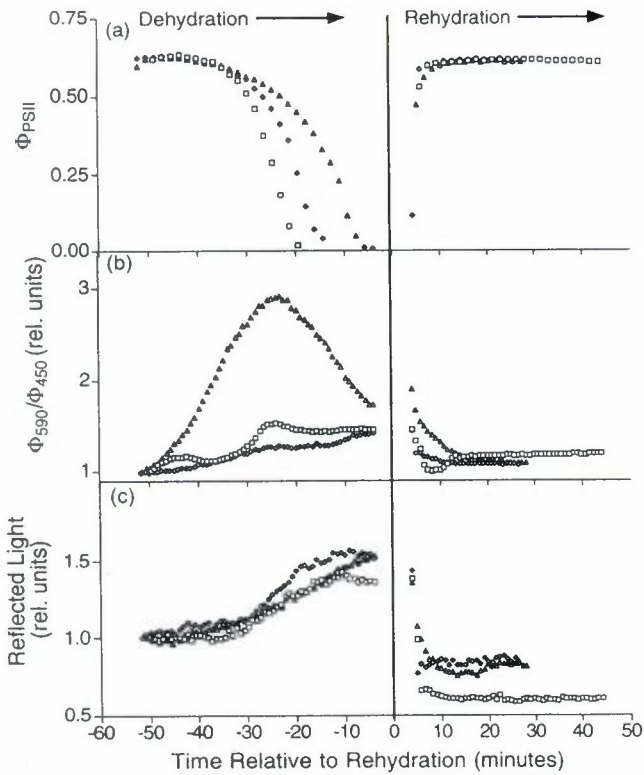 Dehydration
Rehydration
(a)
0.75
0.50
0.25
0.00
ΦPSII
(b)
3
2
1
Φ590/Φ450 (rel. units)
(c)
1.5
1.0
0.5
Reflected Light
(rel. units)
-60 -50 -40 -30 -20 -10 0 10 20 30 40 50
Time Relative to Rehydration (minutes)